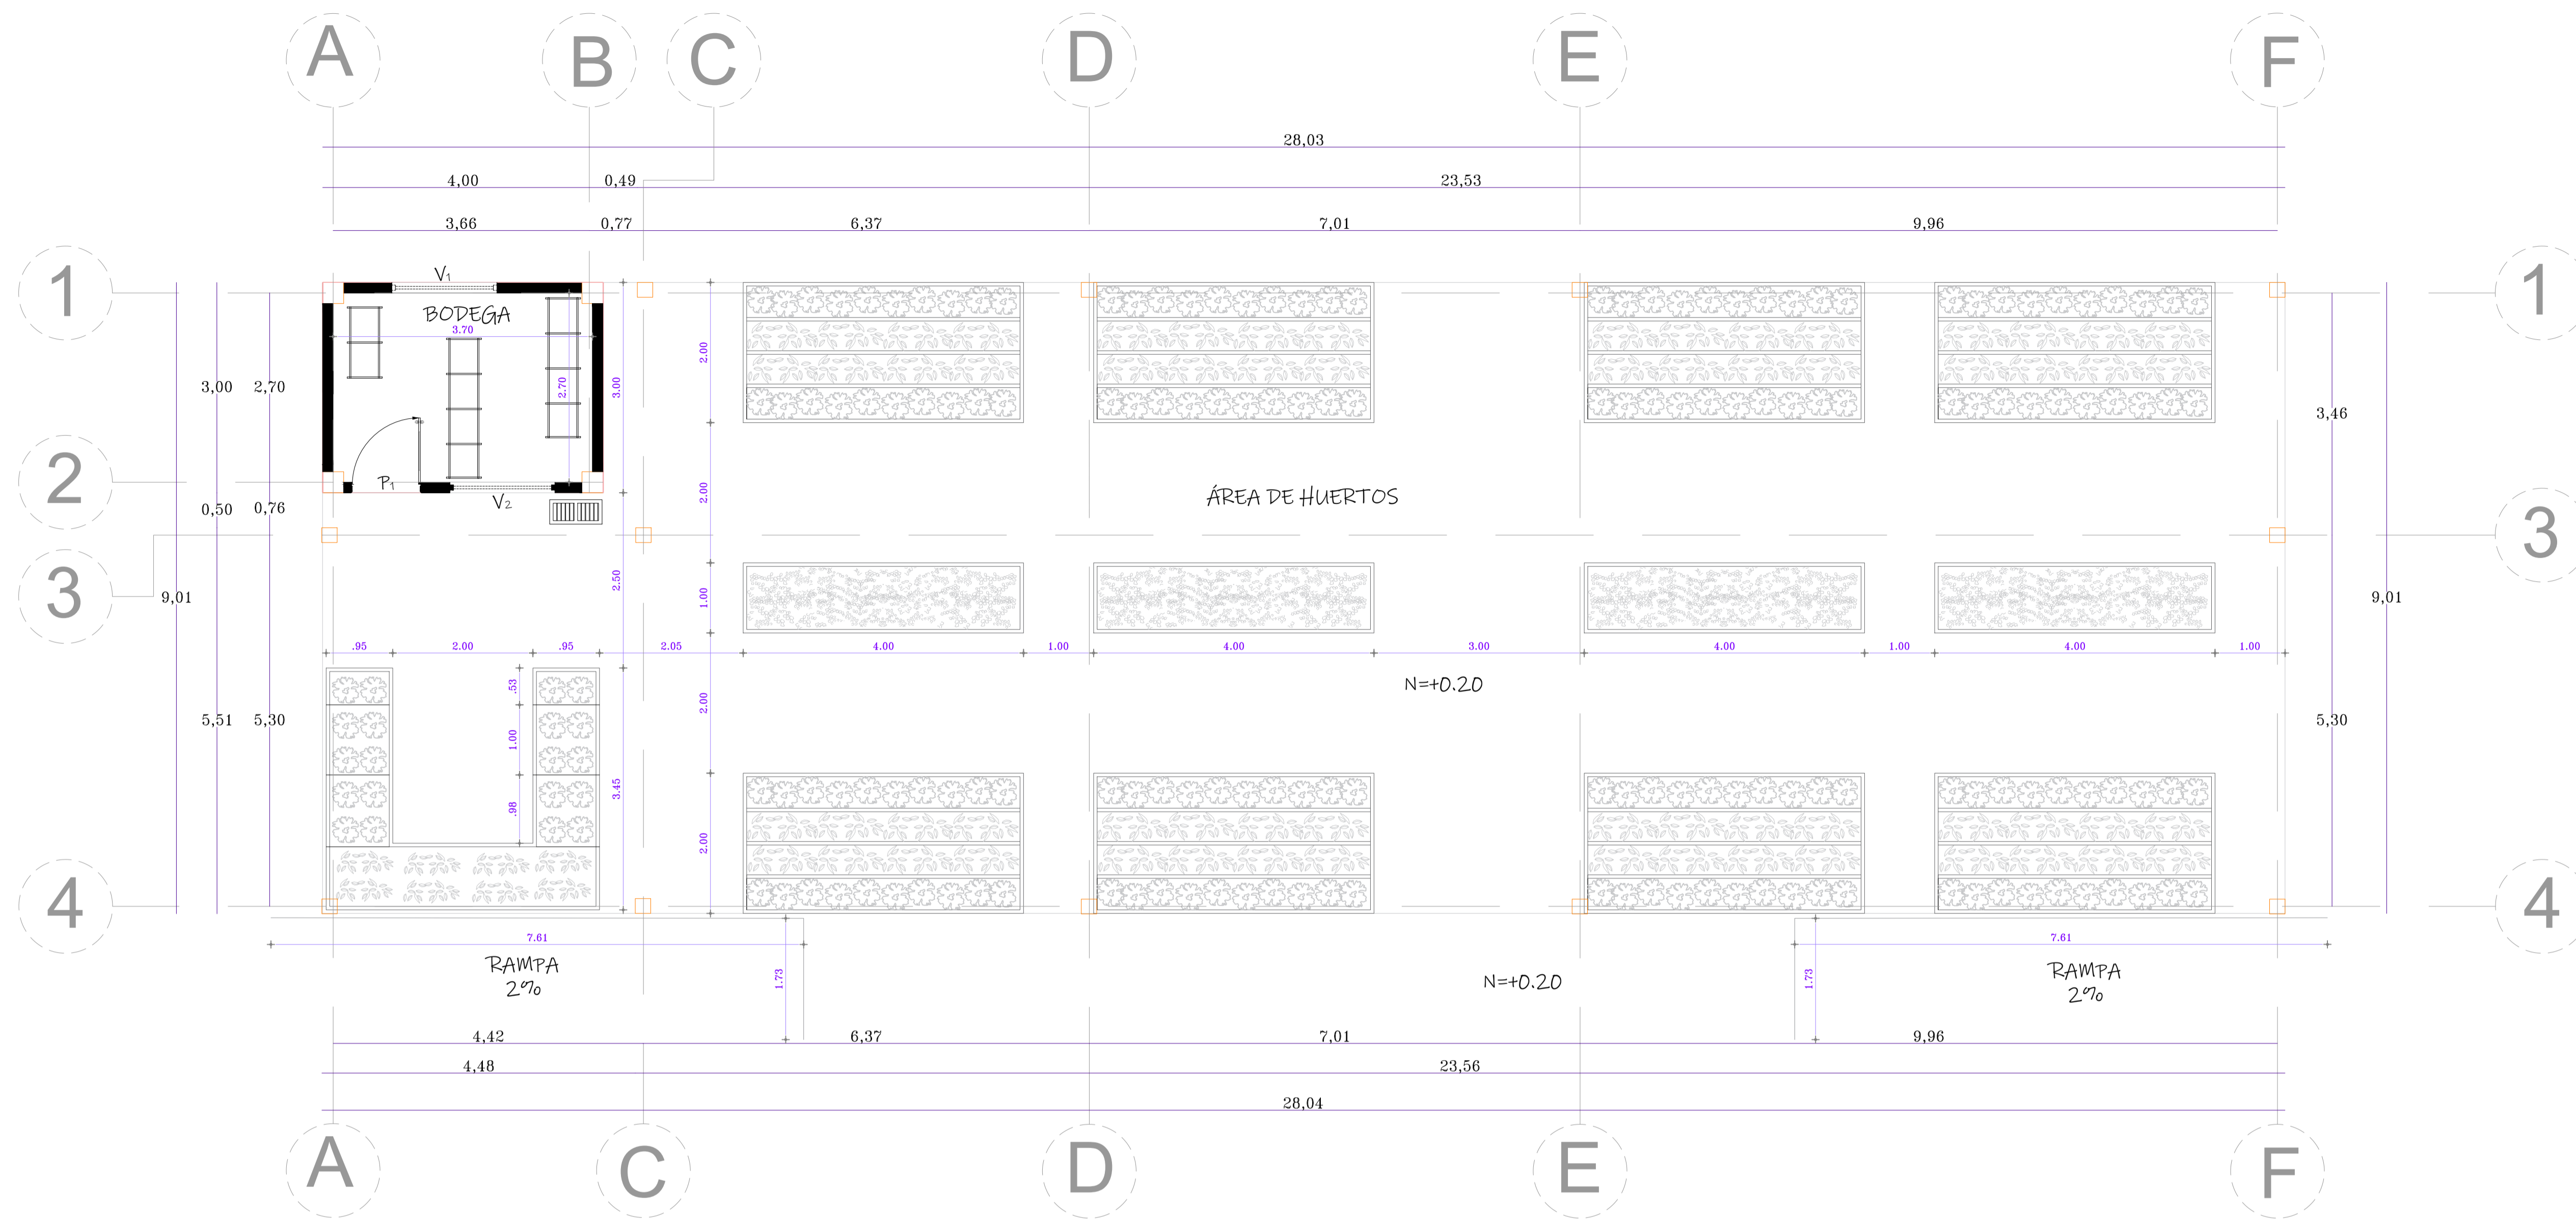 A B C D E F
28,03
4,00 0,49 23,53
3,66 0,77 6,37 7,01 9,96
1 1
V1
BODEGA
3.70
2.00
3,00 2,70 2.70 3.00
3,46
2
P1
V2
2.00
ÁREA DE HUERTOS
0,50 0,76
3 3
2.50 1.00
9,01 9,01
.95 2.00 .95 2.05 4.00 1.00 4.00 3.00 4.00 1.00 4.00 1.00
.53
N=+0.20
2.00
5,51 5,30 5,30
1.00
3.45
.98
2.00
4 4
7.61 7.61
RAMPA
2%
1.73
N=+0.20
1.73
RAMPA
2%
4,42 6,37 7,01 9,96
4,48 23,56
28,04
A C D E F